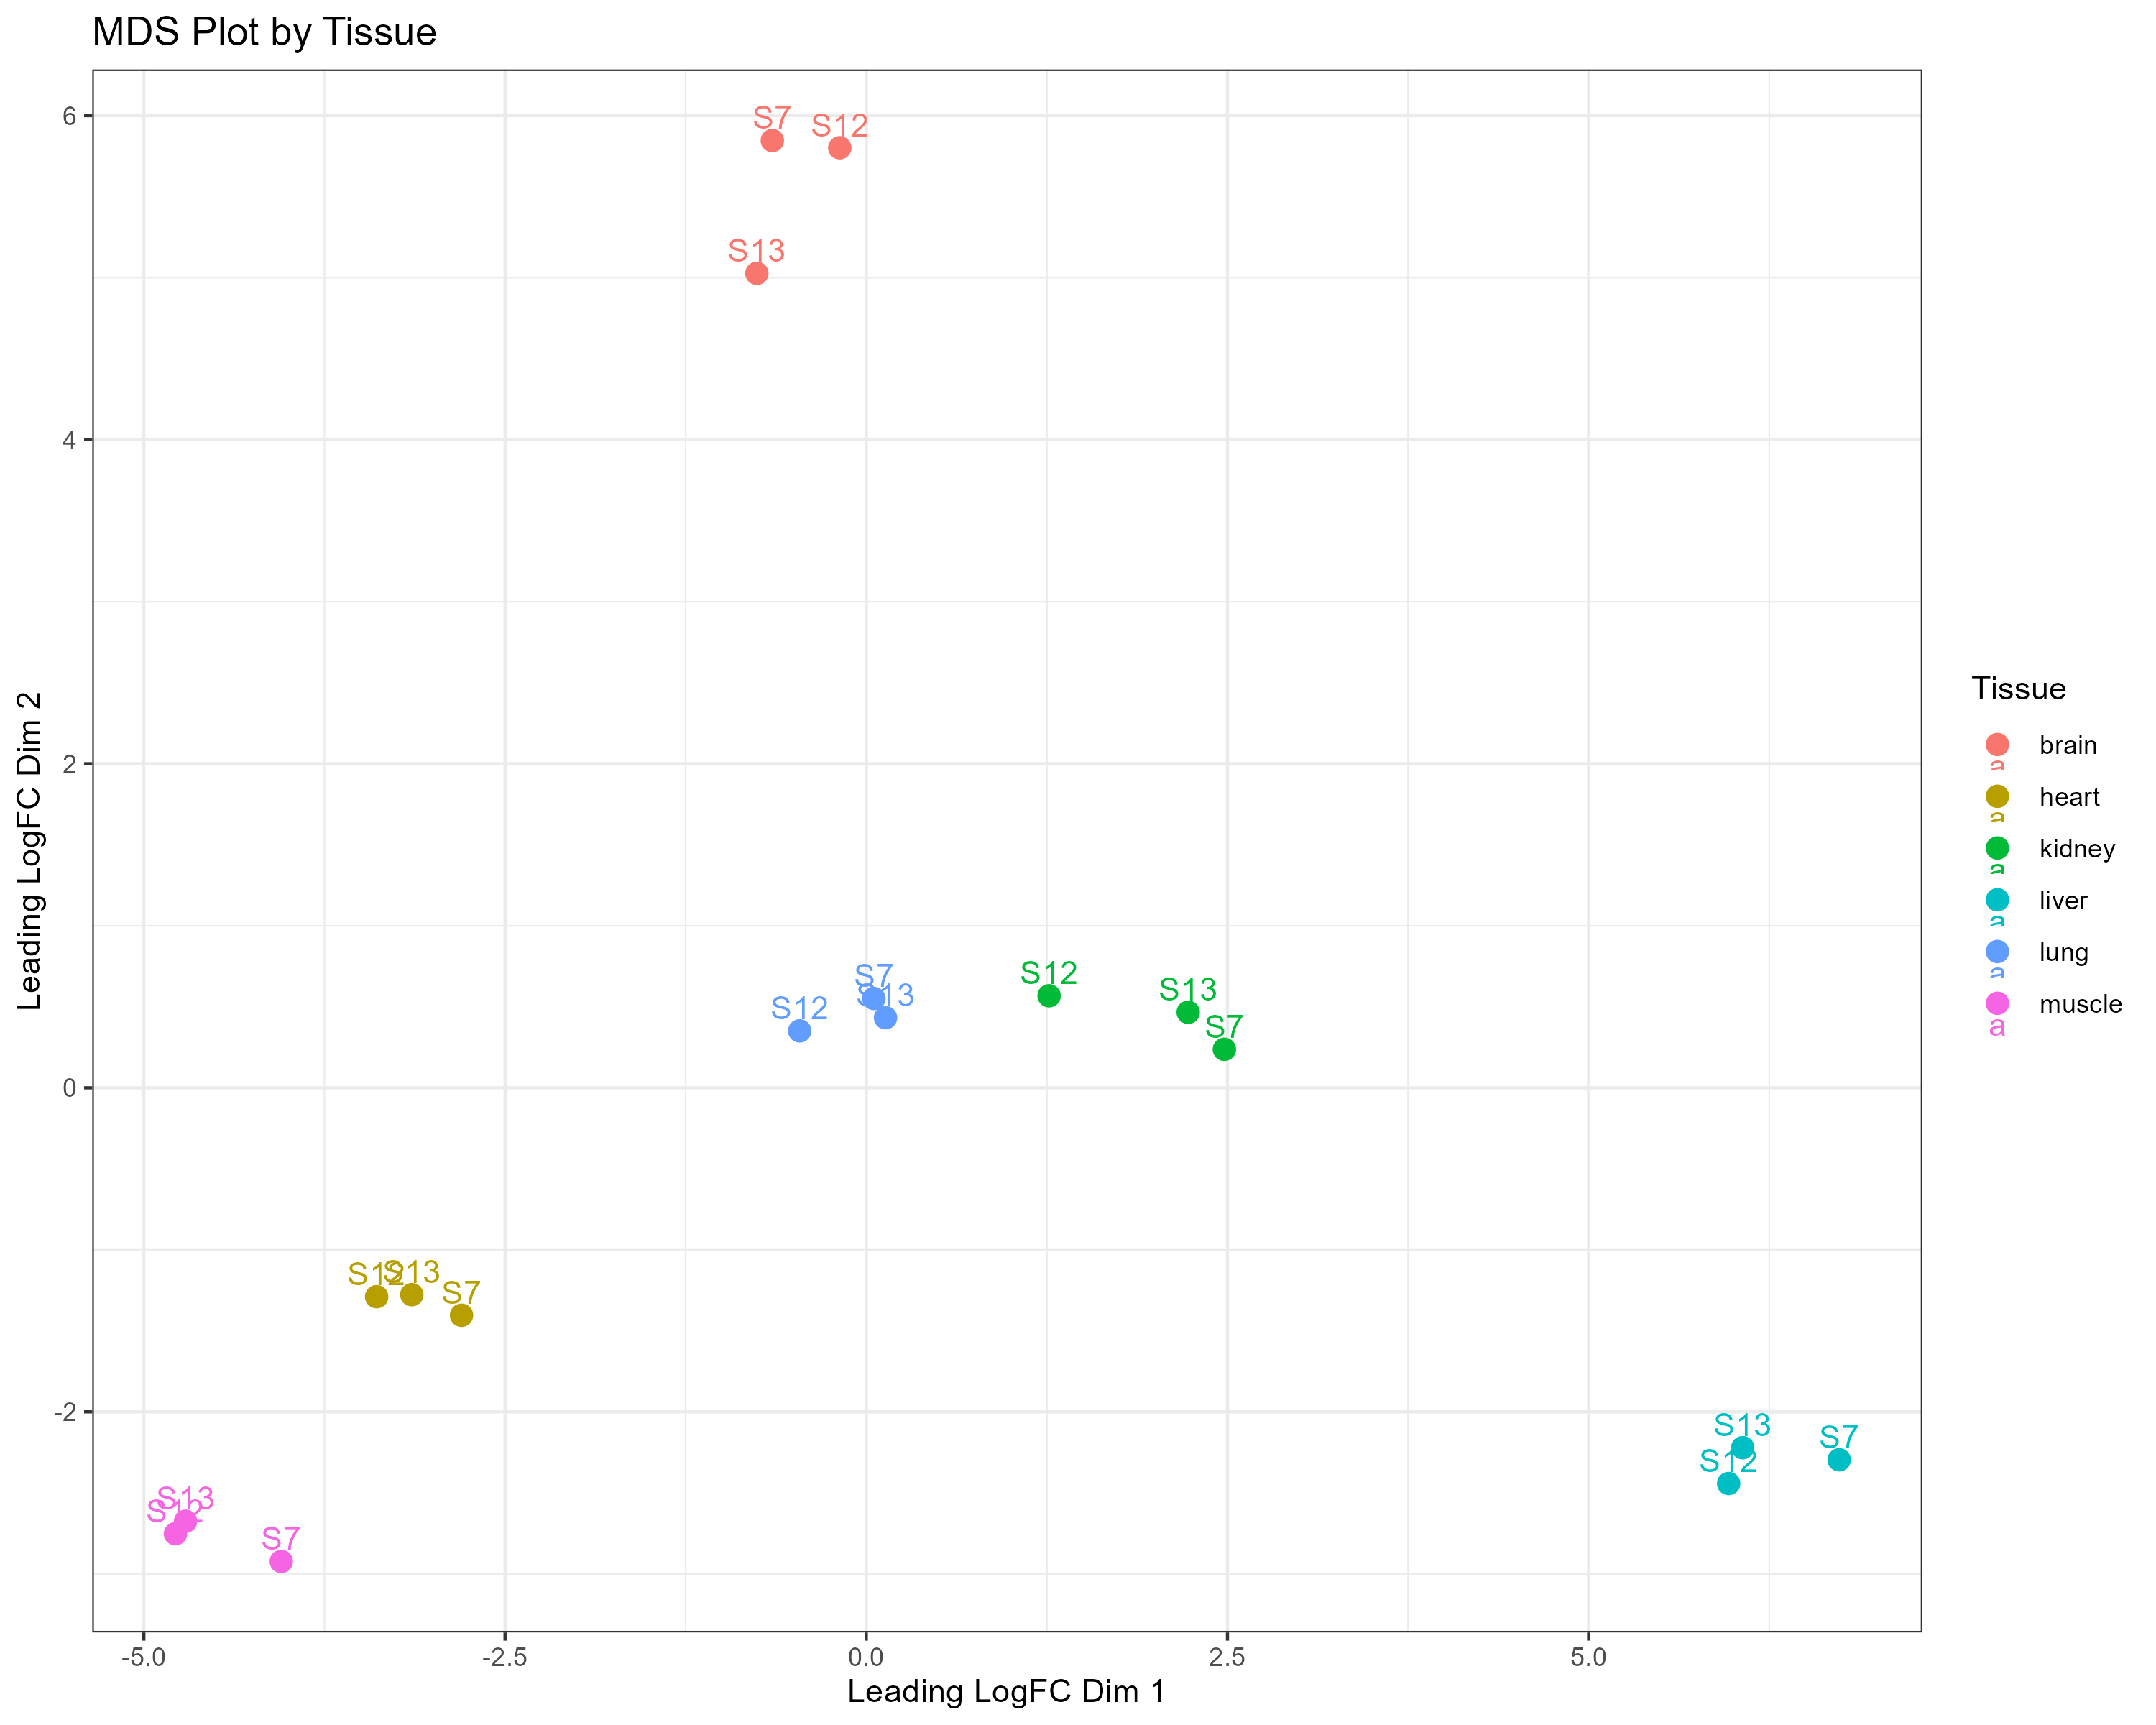 MDS Plot by Tissue
6
4
2
0
-2
Leading LogFC Dim 2
S7
S12
S13
S7
S13
S12
S12
S13
S7
S12
S13
S7
S13
S12
S7
S13
S12
S7
-5.0
-2.5
0.0
2.5
5.0
Leading LogFC Dim 1
Tissue
a brain
a heart
a kidney
a liver
a lung
a muscle